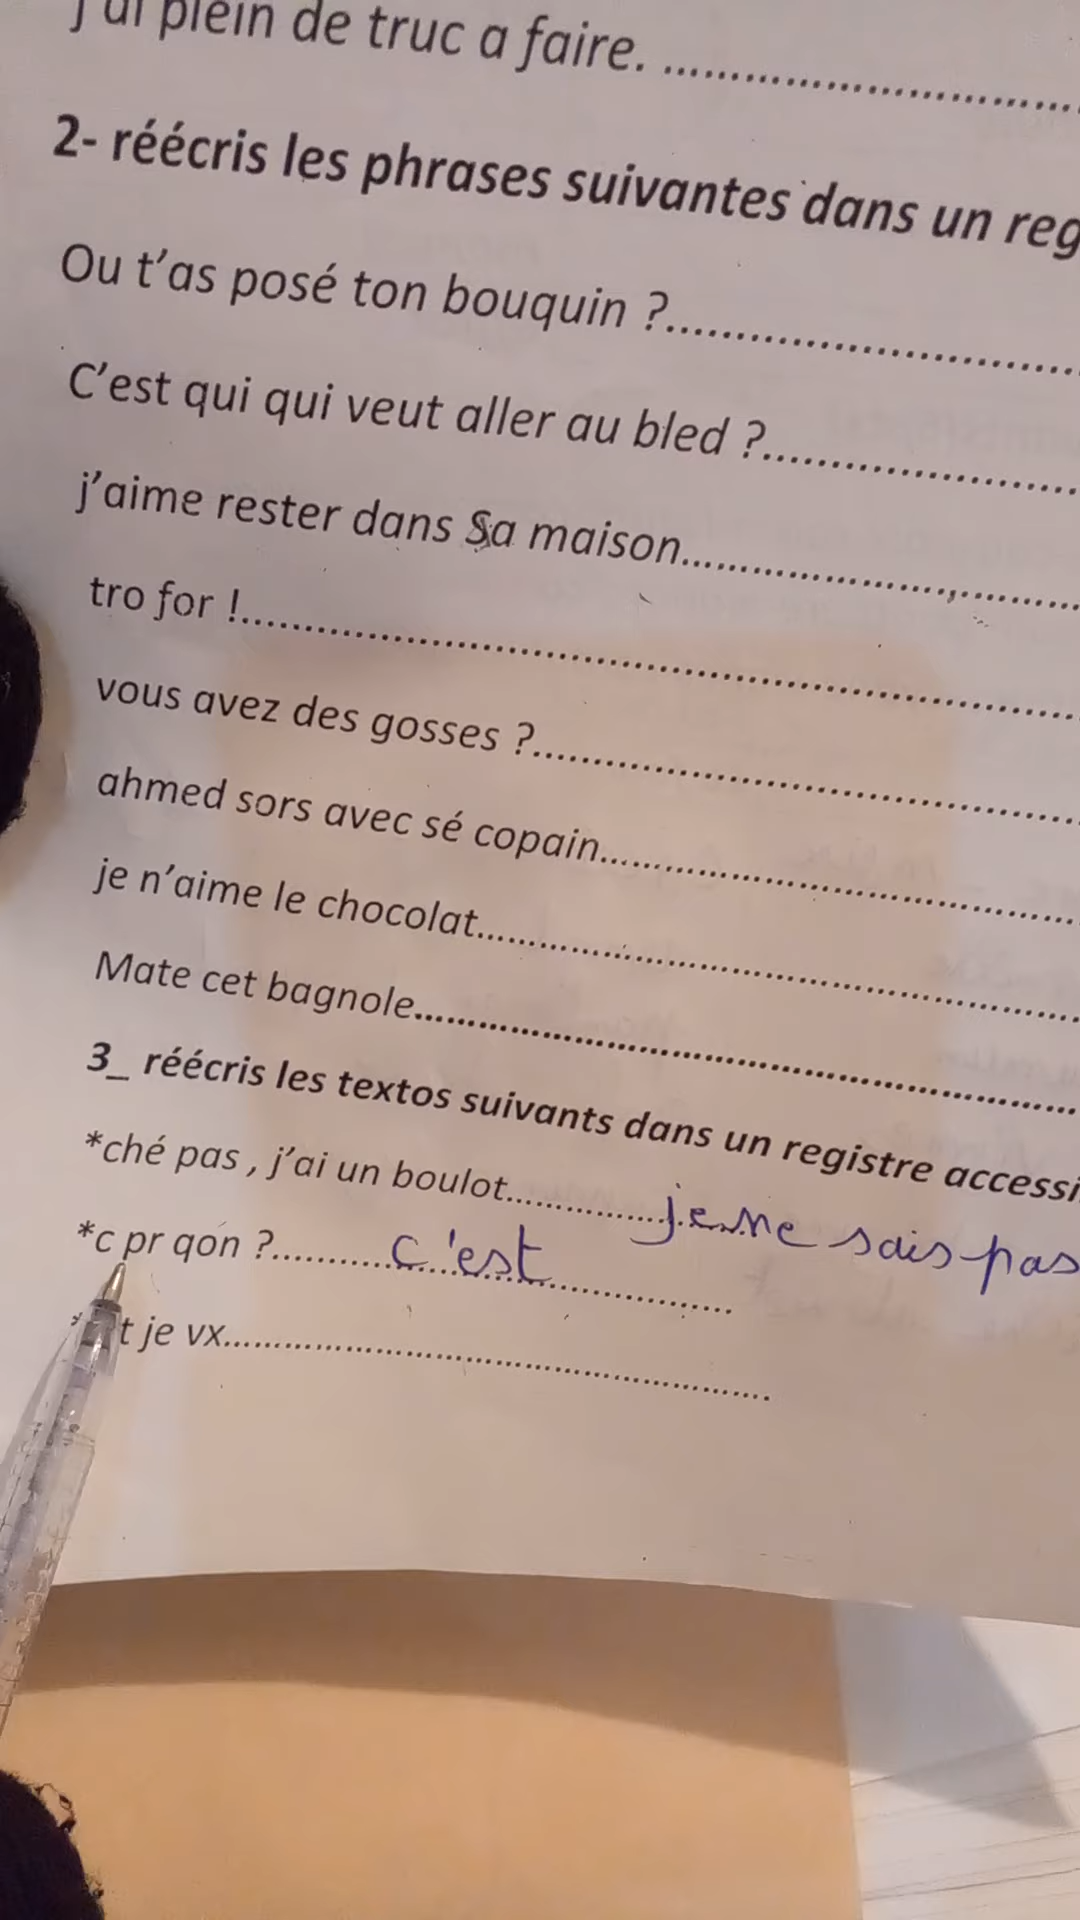 plein de truc a faire. ........................
2- réécris les phrases suivantes dans un reg
Ou t'as posé ton bouquin ?........................
C'est qui qui veut aller au bled ?........................
j'aime rester dans Sa maison........................
tro for !........................
vous avez des gosses ?........................
ahmed sors avec sé copain........................
je n'aime le chocolat........................
Mate cet bagnole........................
3_ réécris les textos suivants dans un registre accessi
*ché pas , j'ai un boulot............... je ne sais pas
*c pr qon ?.......... c'est ...............
t je vx........................